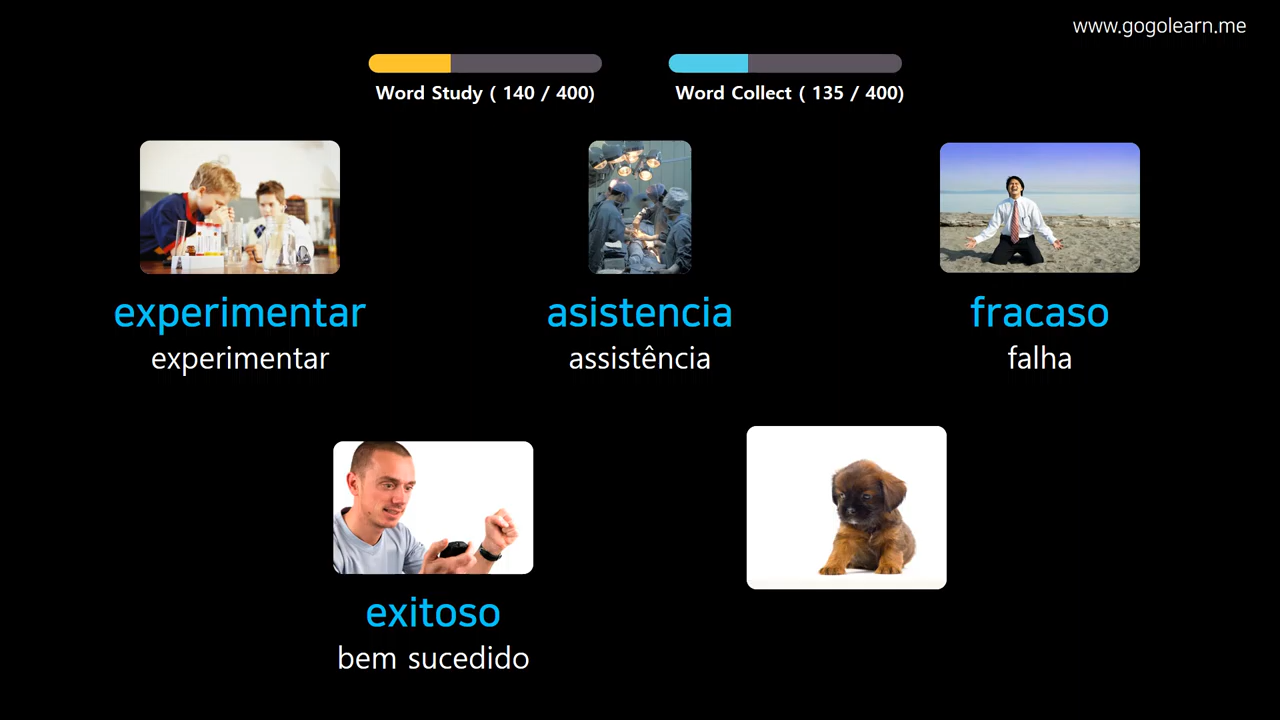 www.gogolearn.me
Word Study ( 140 / 400)
Word Collect ( 135 / 400)
experimentar
experimentar
asistencia
assistência
fracaso
falha
exitoso
bem sucedido